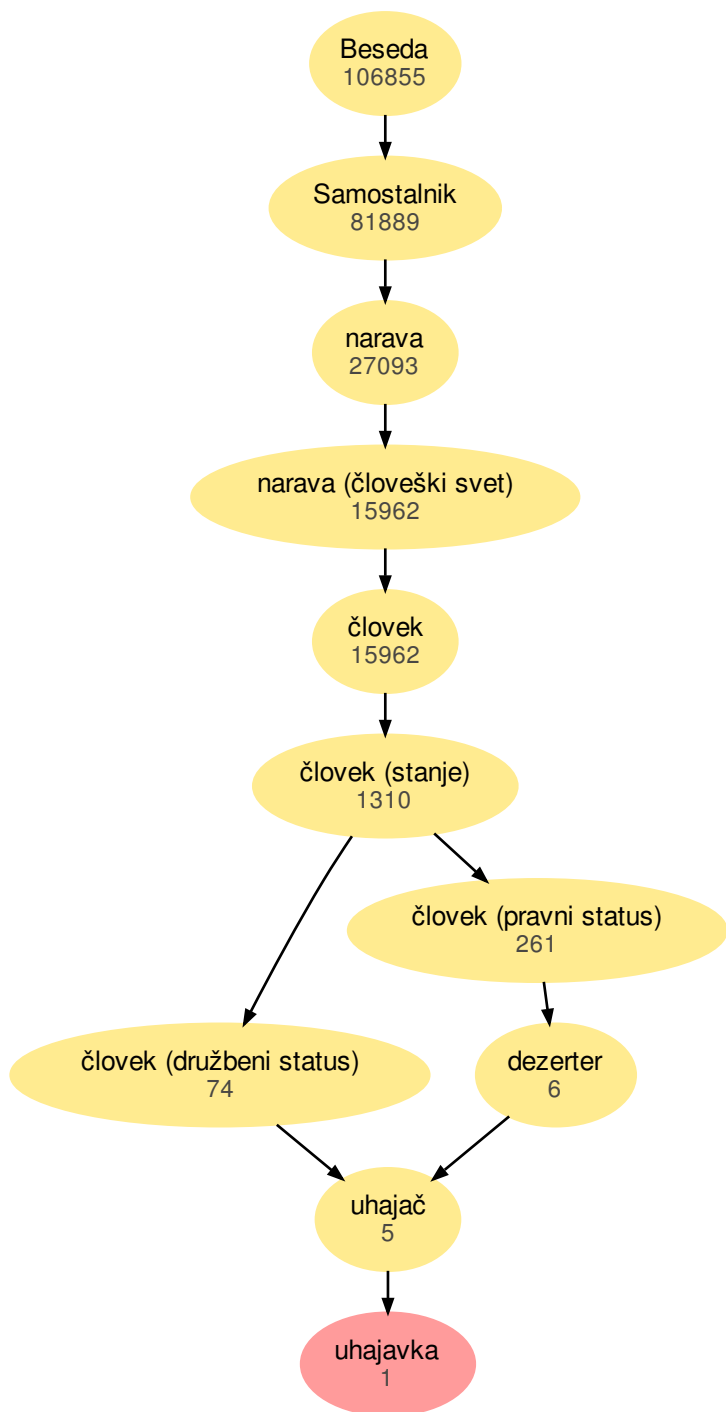 Beseda
106855
Samostalnik
81889
narava
27093
narava (človeški svet)
15962
človek
15962
človek (stanje)
1310
človek (pravni status)
261
človek (družbeni status)
74
dezerter
6
uhajač
5
uhajavka
1